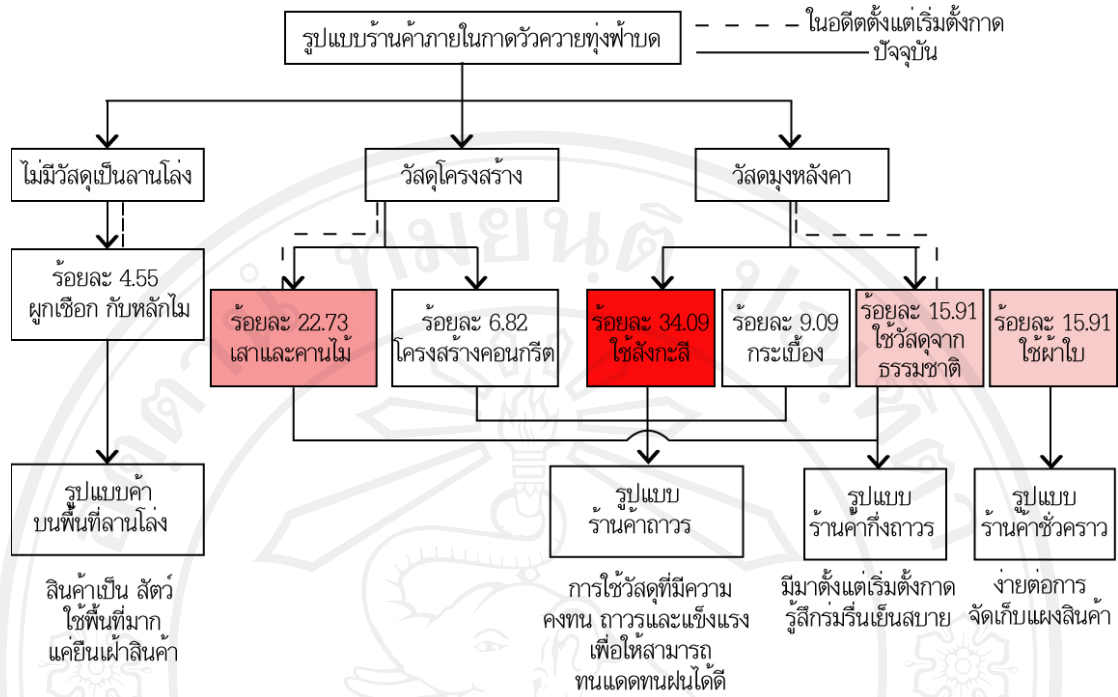 รูปแบบร้านค้าภายในกาดวัวควายทุ่งฟ้าบด
ในอดีตตั้งแต่เริ่มตั้งกาด
ปัจจุบัน
ไม่มีวัสดุเป็นลานโล่ง
วัสดุโครงสร้าง
วัสดมุงหลังคา
ร้อยละ 4.55
ผูกเชือก กับหลักไม
ร้อยละ 22.73
เสาและคานไม้
ร้อยละ 6.82
โครงสร้างคอนกรีต
ร้อยละ 34.09
ใช้สังกะสี
ร้อยละ 9.09
กระเบื้อง
ร้อยละ 15.91
ใช้วัสดุจาก
ธรรมชาติ
ร้อยละ 15.91
ใช้ผ้าใบ
รูปแบบค้า
บนพื้นที่ลานโล่ง
รูปแบบ
ร้านค้าถาวร
รูปแบบ
ร้านค้ากึ่งถาวร
รูปแบบ
ร้านค้าชั่วคราว
สินค้าเป็น สัตว์
ใช้พื้นที่มาก
แค่ยืนเฝ้าสินค้า
การใช้วัสดุที่มีความ
คงทน ถาวรและแข็งแรง
เพื่อให้สามารถ
ทนแดดทนฝนได้ดี
มีมาตั้งแต่เริ่มตั้งกาด
รู้สึกร่มรื่นเย็นสบาย
ง่ายต่อการ
จัดเก็บแผงสินค้า